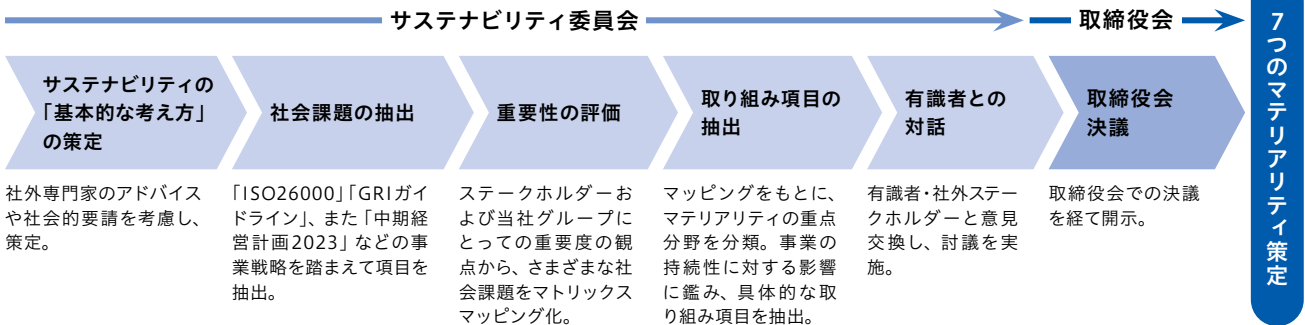 サステナビリティ委員会
取締役会
サステナビリティの
「基本的な考え方」
の策定
社会課題の抽出
重要性の評価
取り組み項目の
抽出
有識者との
対話
取締役会
決議
社外専門家のアドバイス
や社会的要請を考慮し、
策定。
「ISO26000」「GRIガイ
ドライン」、また「中期経
営計画2023」などの事
業戦略を踏まえて項目を
抽出。
ステークホルダーお
よび当社グループに
とっての重要度の観
点から、さまざまな社
会課題をマトリックス
マッピング化。
マッピングをもとに、
マテリアリティの重点
分野を分類。事業の
持続性に対する影響
に鑑み、具体的な取
り組み項目を抽出。
有識者・社外ステー
クホルダーと意見
交換し、討議を実
施。
取締役会での決議
を経て開示。
7つのマテリアリティ策定